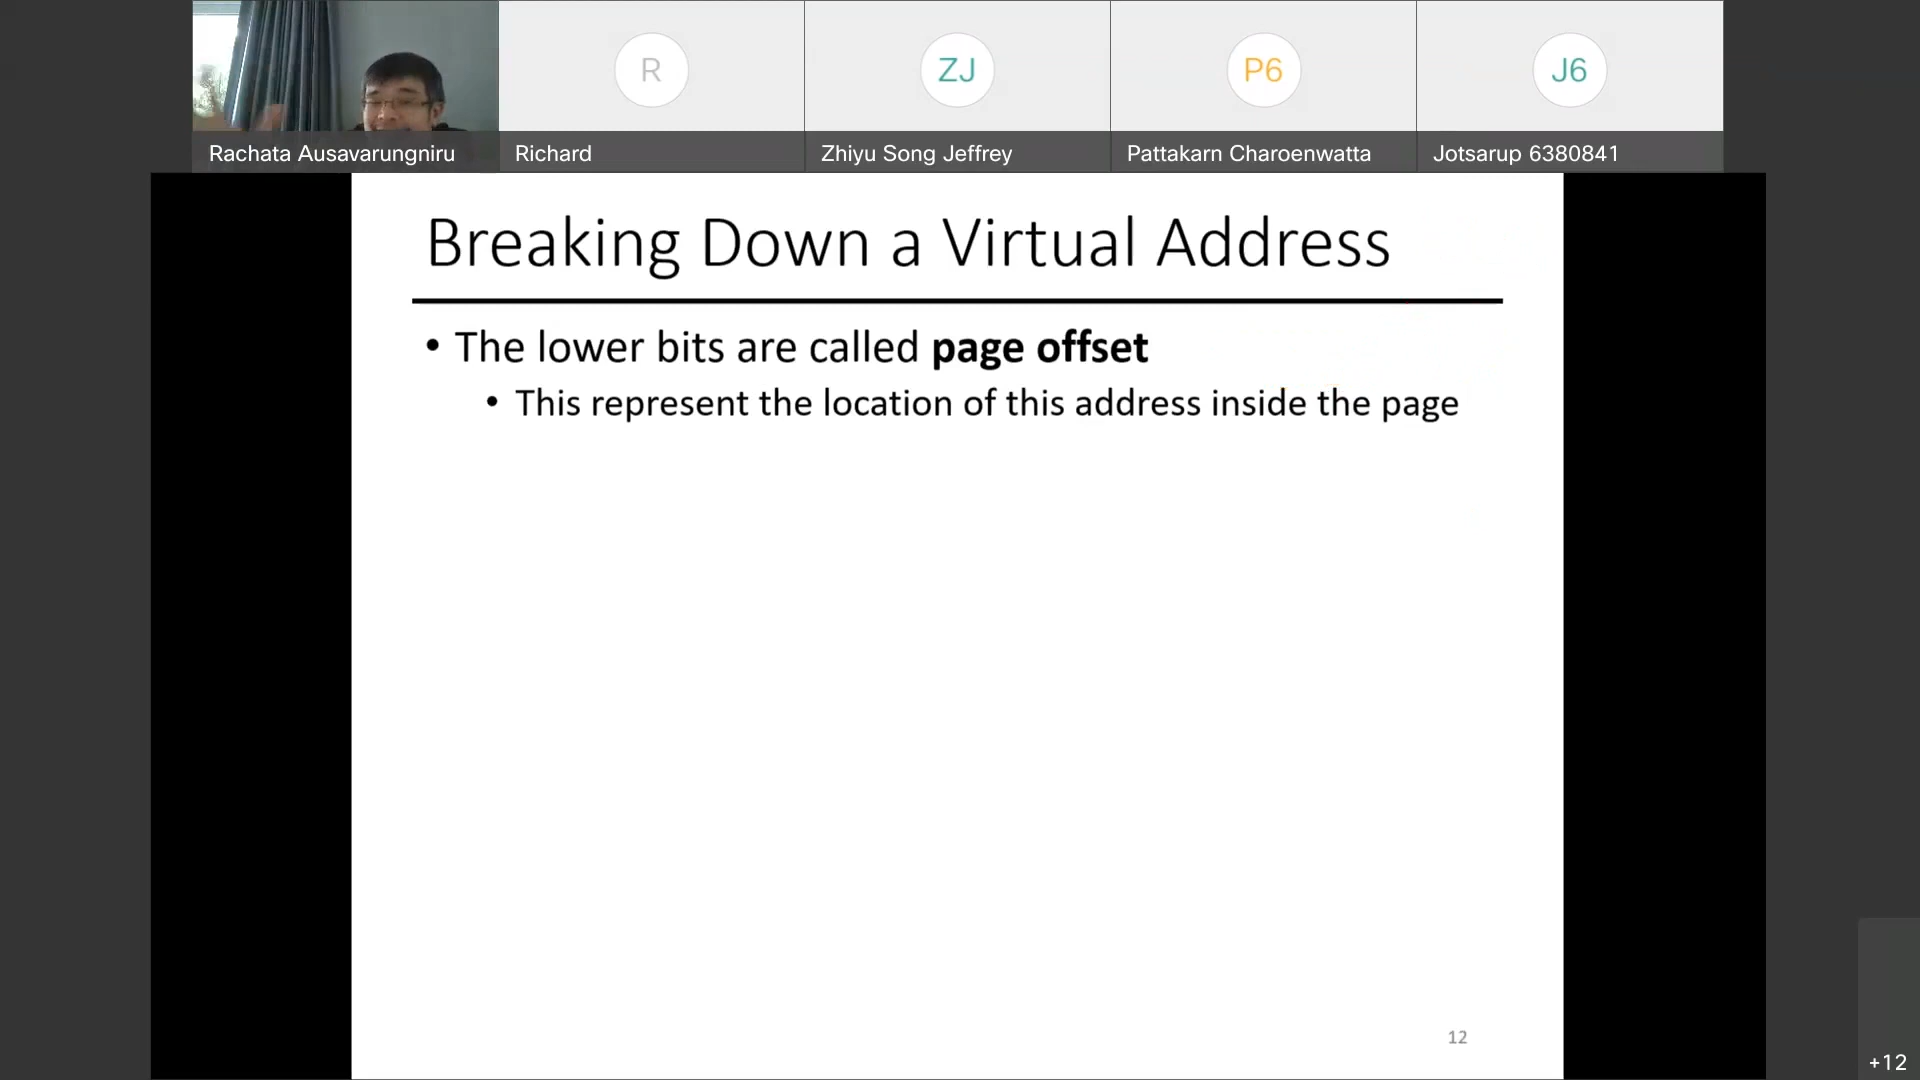 R
ZJ
P6
J6
Rachata Ausavarungniru
Richard
Zhiyu Song Jeffrey
Pattakarn Charoenwatta
Jotsarup 6380841
Breaking Down a Virtual Address
• The lower bits are called page offset
• This represent the location of this address inside the page
12
+12